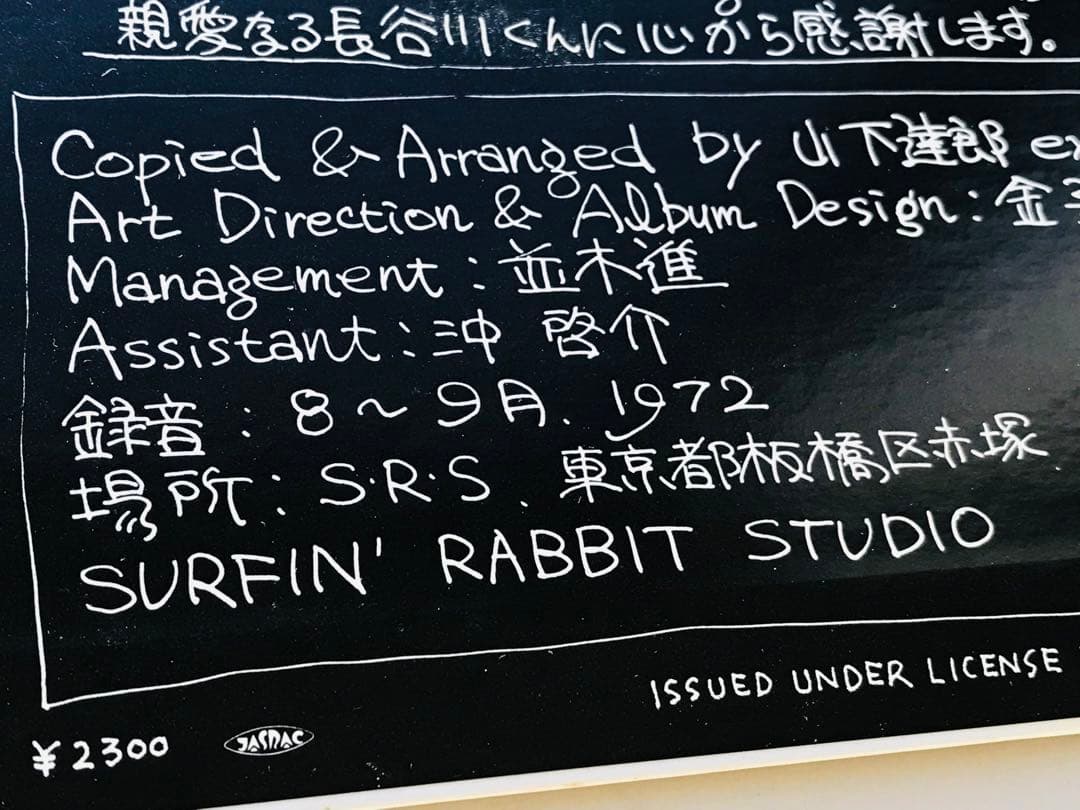 親愛なる長谷川くんに心から感謝します。
Copied & Arranged by 山下達郎 ex
Art Direction & Album Design : 金子
Management : 並木進
Assistant : 沖 啓介
録音 : 8〜9月. 1972
場所 : S.R.S. 東京都板橋区赤塚
SURFIN' RABBIT STUDIO
ISSUED UNDER LICENSE
¥2300 JASRAC